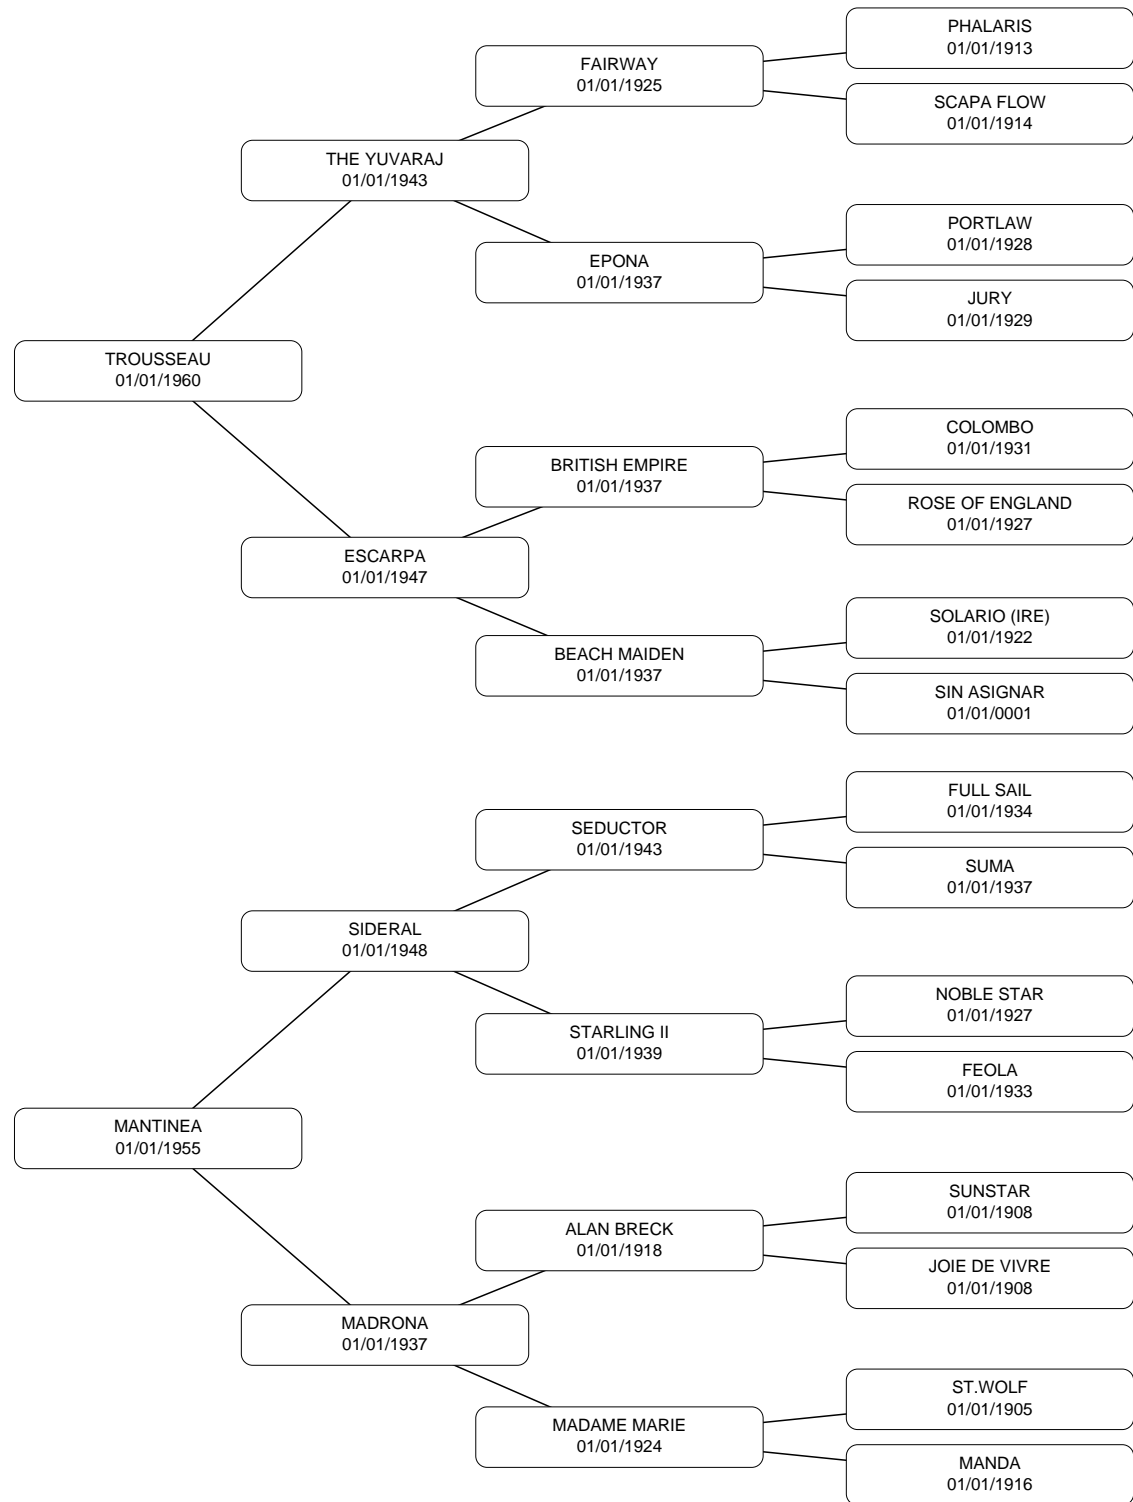 PHALARIS
01/01/1913
FAIRWAY
01/01/1925
SCAPA FLOW
01/01/1914
THE YUVARAJ
01/01/1943
PORTLAW
01/01/1928
EPONA
01/01/1937
JURY
01/01/1929
TROUSSEAU
01/01/1960
COLOMBO
01/01/1931
BRITISH EMPIRE
01/01/1937
ROSE OF ENGLAND
01/01/1927
ESCARPA
01/01/1947
SOLARIO (IRE)
01/01/1922
BEACH MAIDEN
01/01/1937
SIN ASIGNAR
01/01/0001
FULL SAIL
01/01/1934
SEDUCTOR
01/01/1943
SUMA
01/01/1937
SIDERAL
01/01/1948
NOBLE STAR
01/01/1927
STARLING II
01/01/1939
FEOLA
01/01/1933
MANTINEA
01/01/1955
SUNSTAR
01/01/1908
ALAN BRECK
01/01/1918
JOIE DE VIVRE
01/01/1908
MADRONA
01/01/1937
ST.WOLF
01/01/1905
MADAME MARIE
01/01/1924
MANDA
01/01/1916